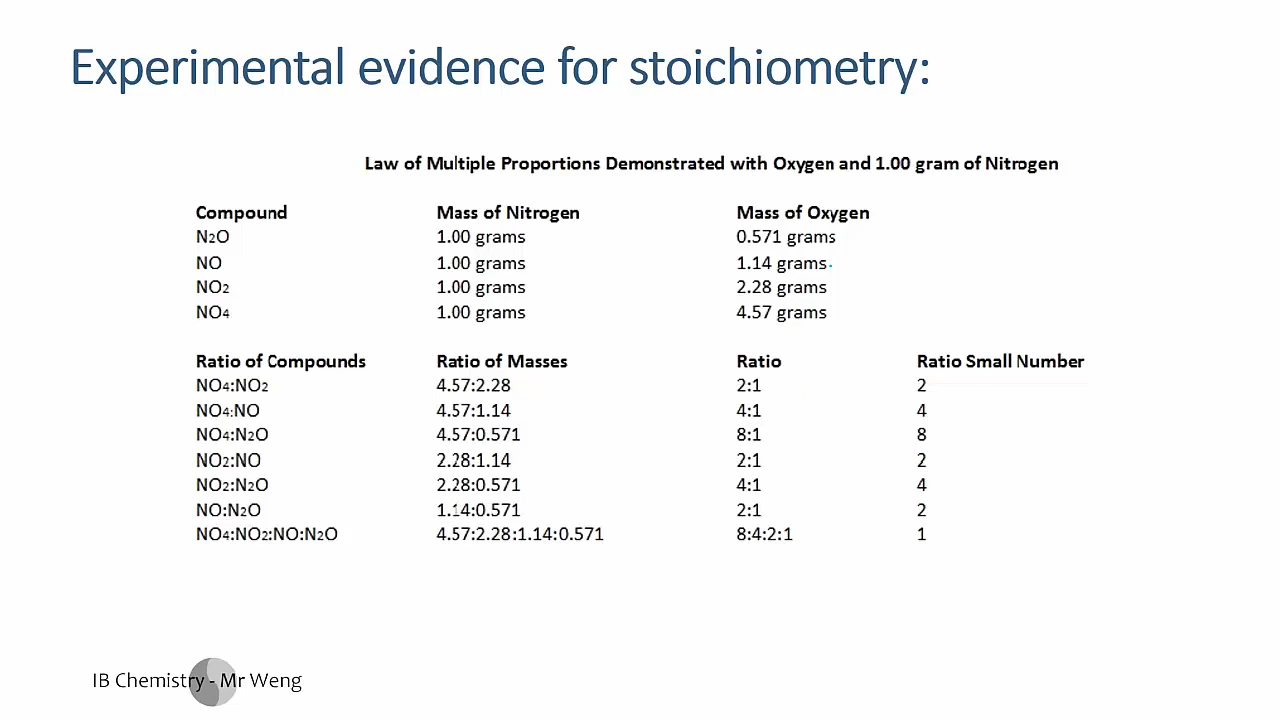 Experimental evidence for stoichiometry:
Law of Multiple Proportions Demonstrated with Oxygen and 1.00 gram of Nitrogen
Compound Mass of Nitrogen Mass of Oxygen
N2O 1.00 grams 0.571 grams
NO 1.00 grams 1.14 grams
NO2 1.00 grams 2.28 grams
NO4 1.00 grams 4.57 grams
Ratio of Compounds Ratio of Masses Ratio Ratio Small Number
NO4:NO2 4.57:2.28 2:1 2
NO4:NO 4.57:1.14 4:1 4
NO4:N2O 4.57:0.571 8:1 8
NO2:NO 2.28:1.14 2:1 2
NO2:N2O 2.28:0.571 4:1 4
NO:N2O 1.14:0.571 2:1 2
NO4:NO2:NO:N2O 4.57:2.28:1.14:0.571 8:4:2:1 1
IB Chemistry - Mr Weng